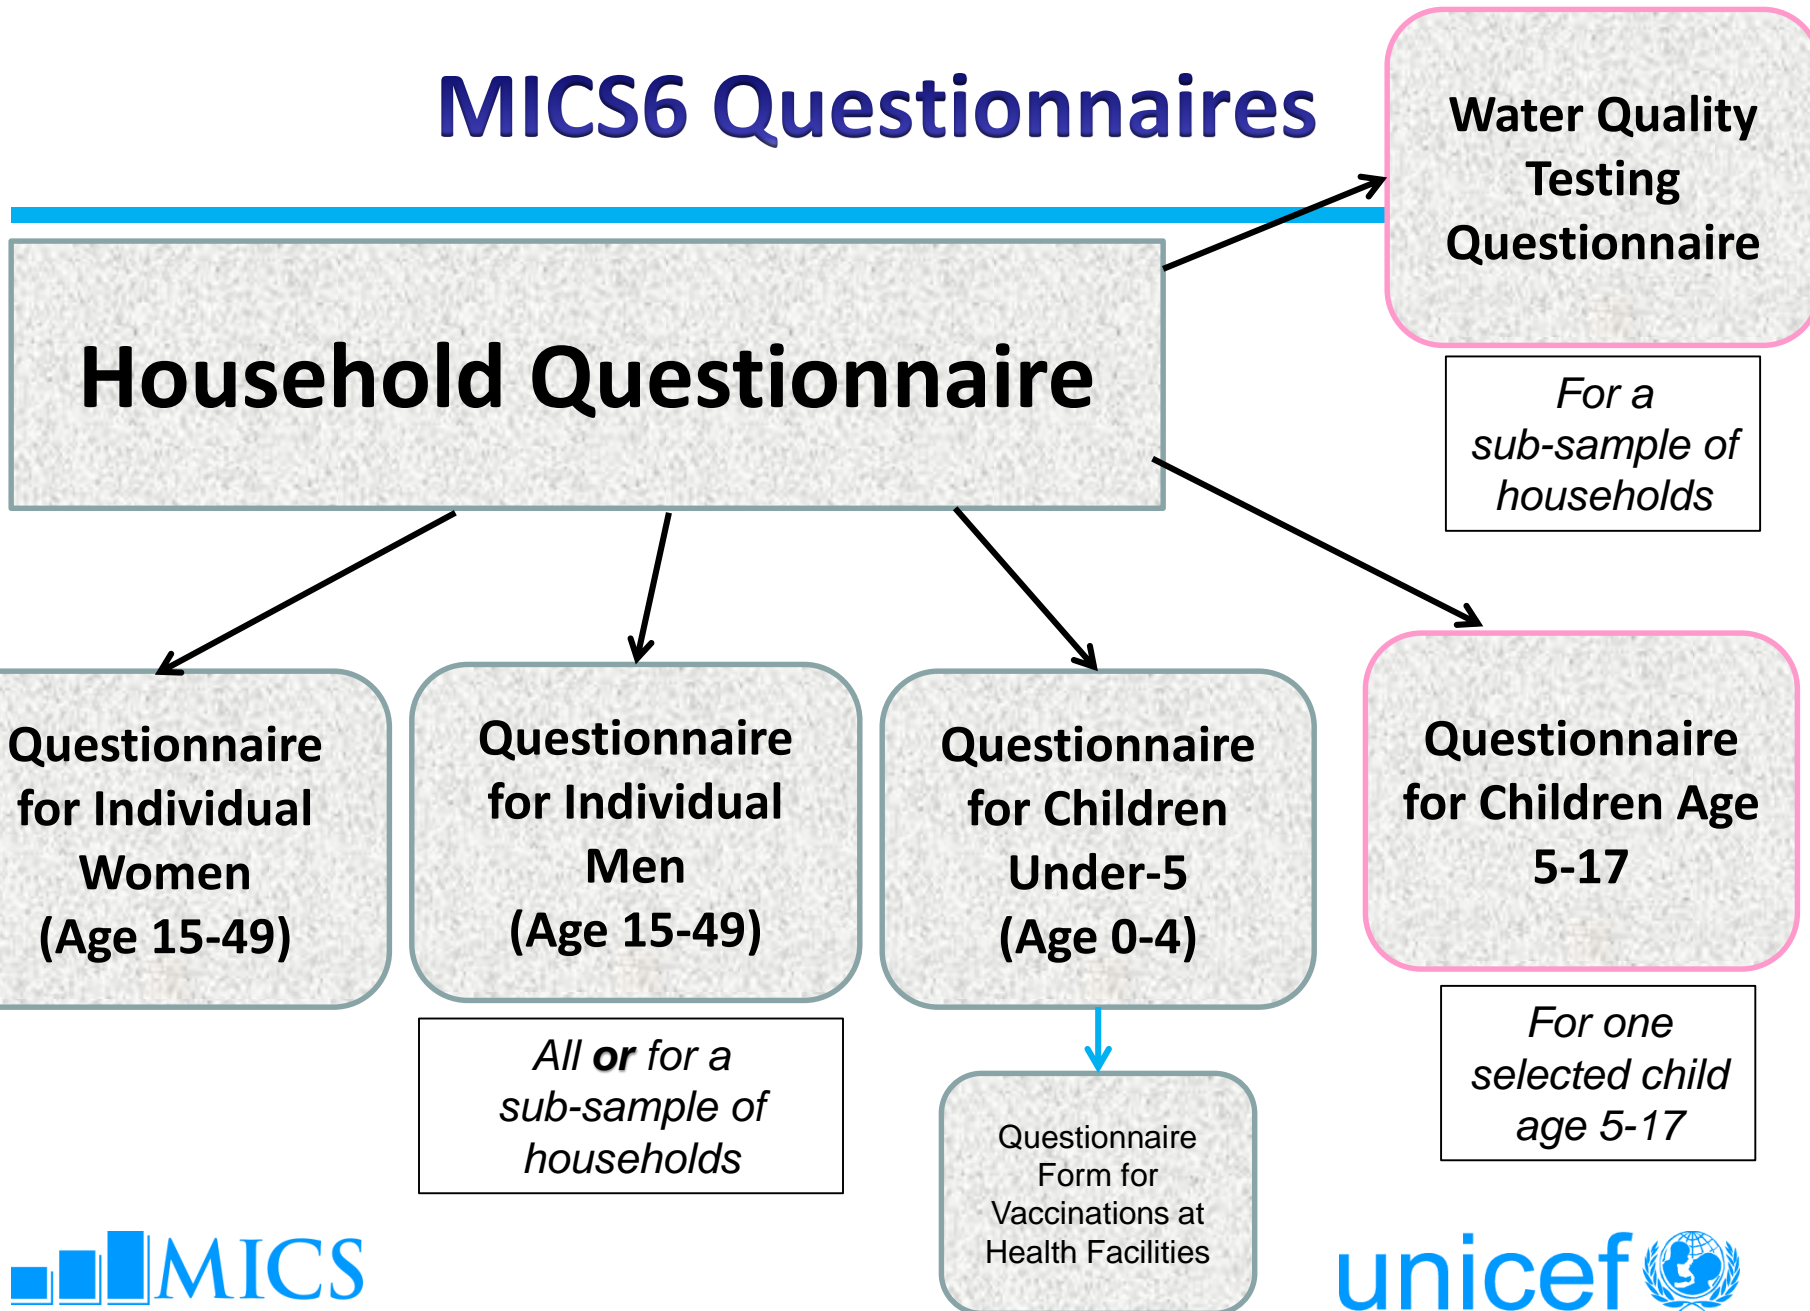 MICS6 Questionnaires
Water Quality
Testing
Questionnaire
Household Questionnaire
For a
sub-sample of
households
Questionnaire
for Individual
Women
(Age 15-49)
Questionnaire
for Individual
Men
(Age 15-49)
Questionnaire
for Children
Under-5
(Age 0-4)
Questionnaire
for Children Age
5-17
All or for a
sub-sample of
households
For one
selected child
age 5-17
Questionnaire
Form for
Vaccinations at
Health Facilities
MICS
unicef